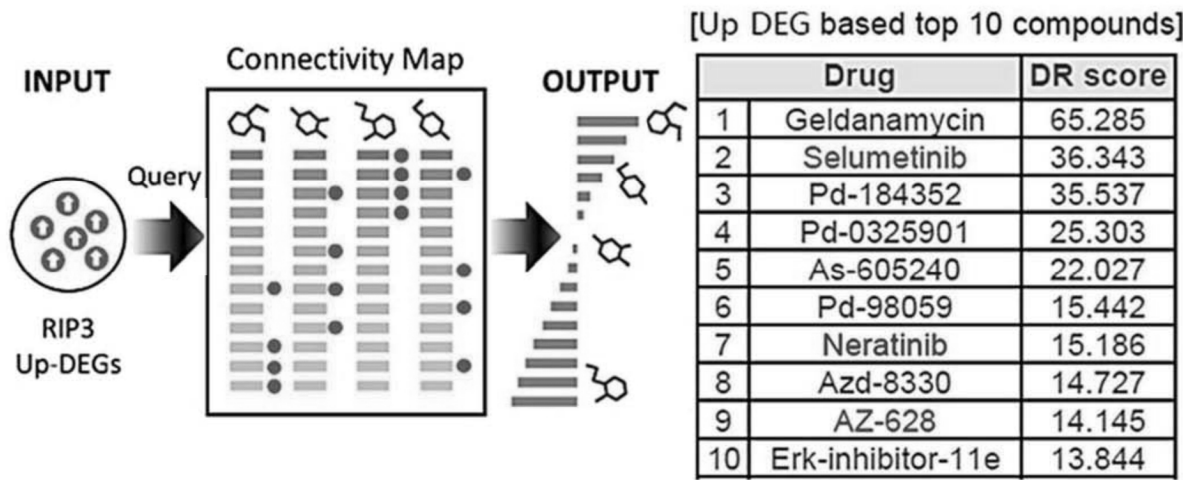 INPUT
Query
RIP3
Up-DEGs
Connectivity Map
OUTPUT
[Up DEG based top 10 compounds]
Drug DR score
1 Geldanamycin 65.285
2 Selumetinib 36.343
3 Pd-184352 35.537
4 Pd-0325901 25.303
5 As-605240 22.027
6 Pd-98059 15.442
7 Neratinib 15.186
8 Azd-8330 14.727
9 AZ-628 14.145
10 Erk-inhibitor-11e 13.844